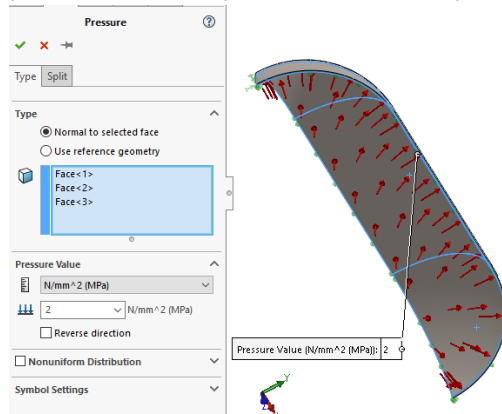 Pressure
Type Split
Type
Normal to selected face
Use reference geometry
Face<1>
Face<2>
Face<3>
Pressure Value
N/mm^2 (MPa)
2 N/mm^2 (MPa)
Reverse direction
Nonuniform Distribution
Symbol Settings
Pressure Value (N/mm^2 (MPa)): 2
Y